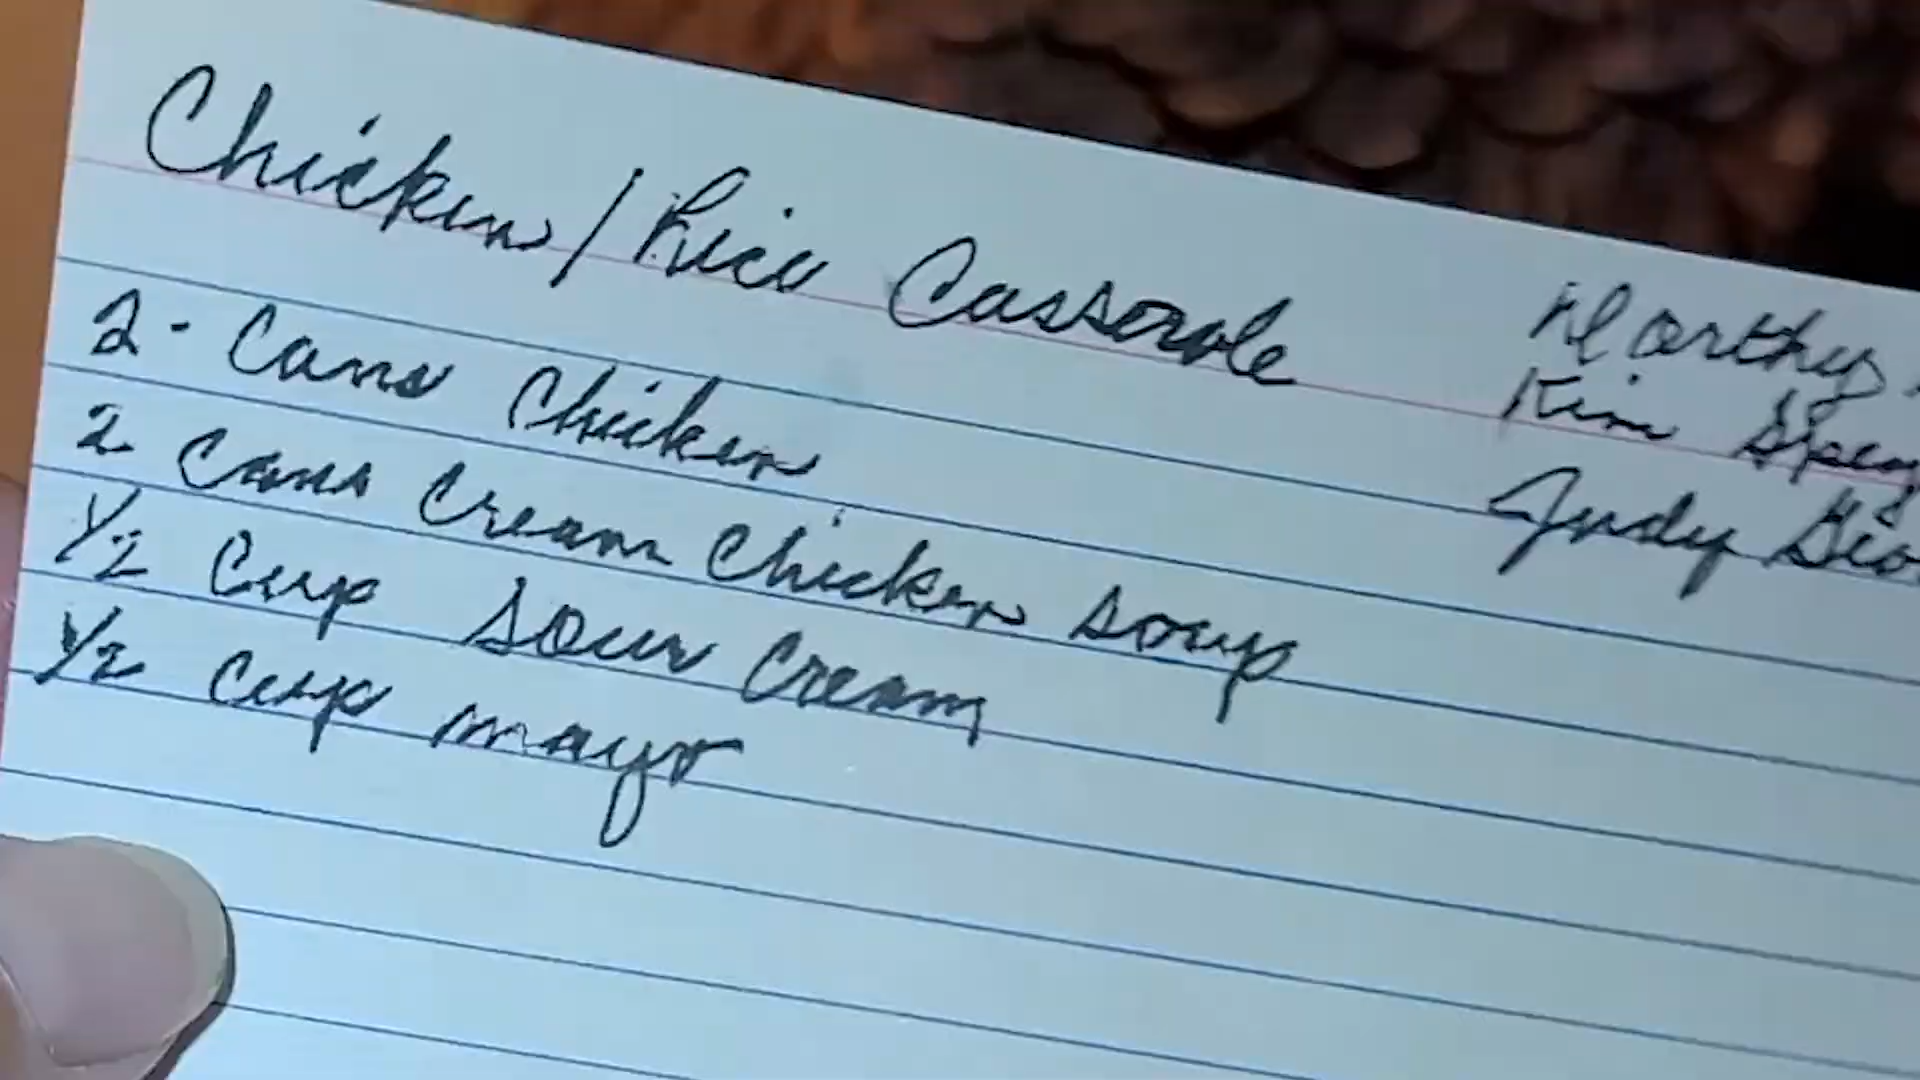 Chicken / Rice Casserole
2 - Cans Chicken
2 Cans Cream Chicken soup
1/2 Cup Sour Cream
1/2 Cup mayo
Kim
Judy